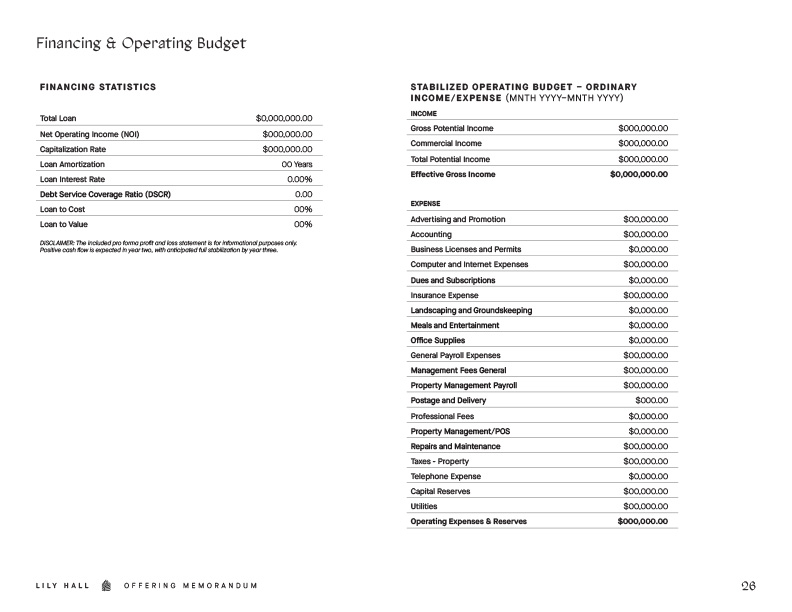 Financing & Operating Budget
FINANCING STATISTICS
Total Loan $0,000,000.00
Net Operating Income (NOI) $000,000.00
Capitalization Rate $000,000.00
Loan Amortization 00 Years
Loan Interest Rate 0.00%
Debt Service Coverage Ratio (DSCR) 0.00
Loan to Cost 00%
Loan to Value 00%
DISCLAIMER: The included pro forma profit and loss statement is for informational purposes only.
Positive cash flow is expected in year two, with anticipated full stabilization by year three.
STABILIZED OPERATING BUDGET – ORDINARY
INCOME/EXPENSE (MNTH YYYY–MNTH YYYY)
INCOME
Gross Potential Income $000,000.00
Commercial Income $000,000.00
Total Potential Income $000,000.00
Effective Gross Income $0,000,000.00
EXPENSE
Advertising and Promotion $00,000.00
Accounting $00,000.00
Business Licenses and Permits $0,000.00
Computer and Internet Expenses $00,000.00
Dues and Subscriptions $0,000.00
Insurance Expense $00,000.00
Landscaping and Groundskeeping $0,000.00
Meals and Entertainment $0,000.00
Office Supplies $0,000.00
General Payroll Expenses $00,000.00
Management Fees General $00,000.00
Property Management Payroll $00,000.00
Postage and Delivery $000.00
Professional Fees $0,000.00
Property Management/POS $0,000.00
Repairs and Maintenance $00,000.00
Taxes - Property $00,000.00
Telephone Expense $0,000.00
Capital Reserves $00,000.00
Utilities $00,000.00
Operating Expenses & Reserves $000,000.00
LILY HALL OFFERING MEMORANDUM 26